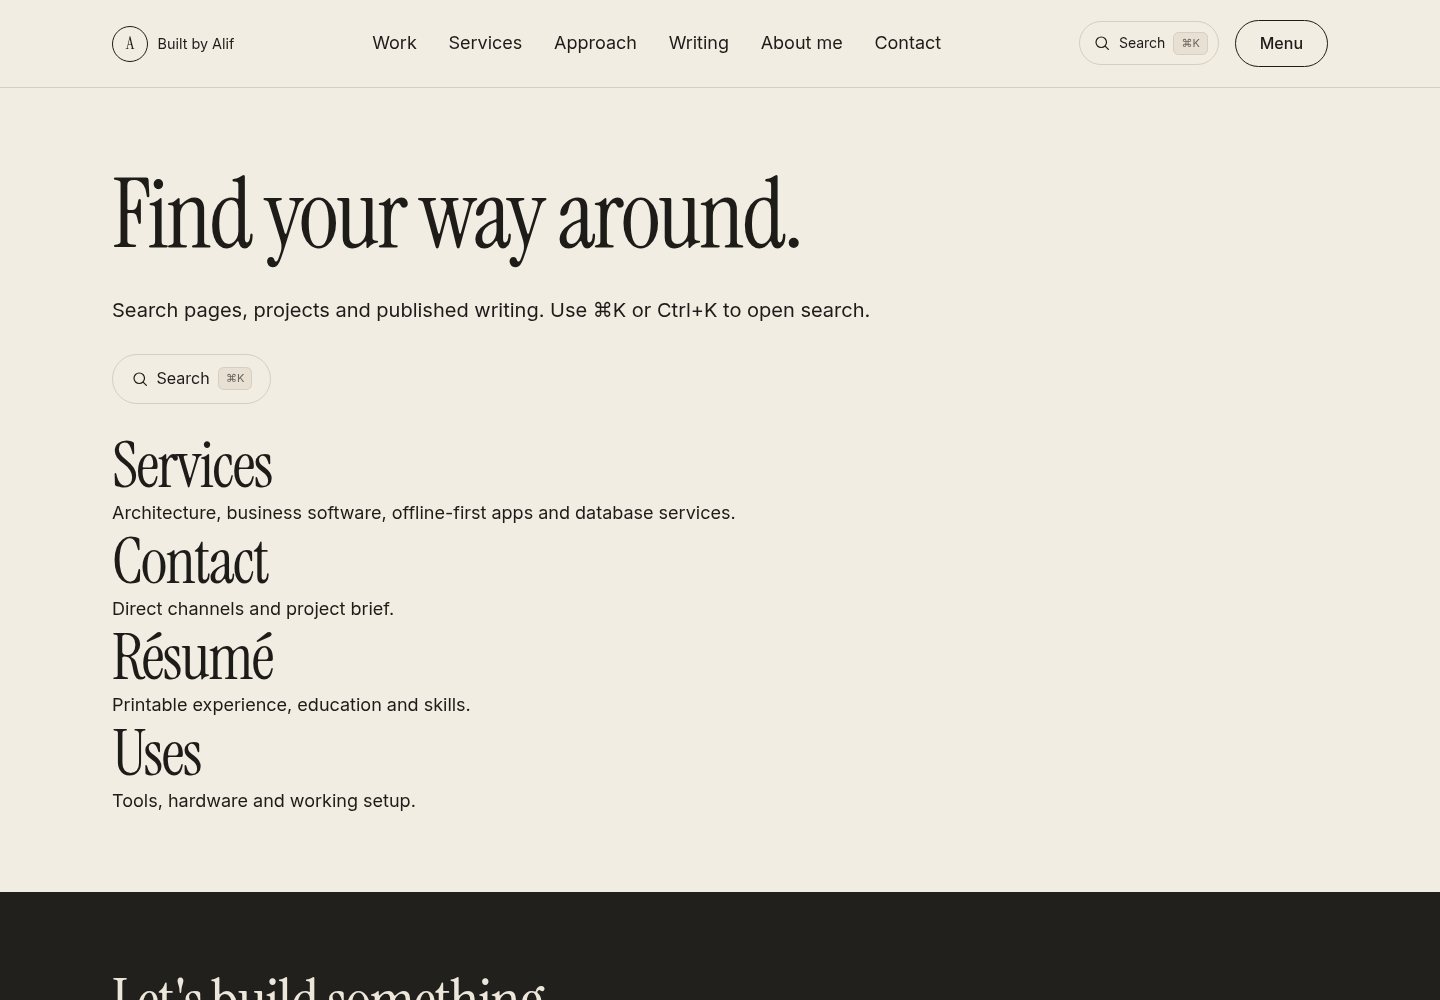 A Built by Alif
Work Services Approach Writing About me Contact
Search ⌘K Menu
Find your way around.
Search pages, projects and published writing. Use ⌘K or Ctrl+K to open search.
Search ⌘K
Services
Architecture, business software, offline-first apps and database services.
Contact
Direct channels and project brief.
Résumé
Printable experience, education and skills.
Uses
Tools, hardware and working setup.
Let's build something